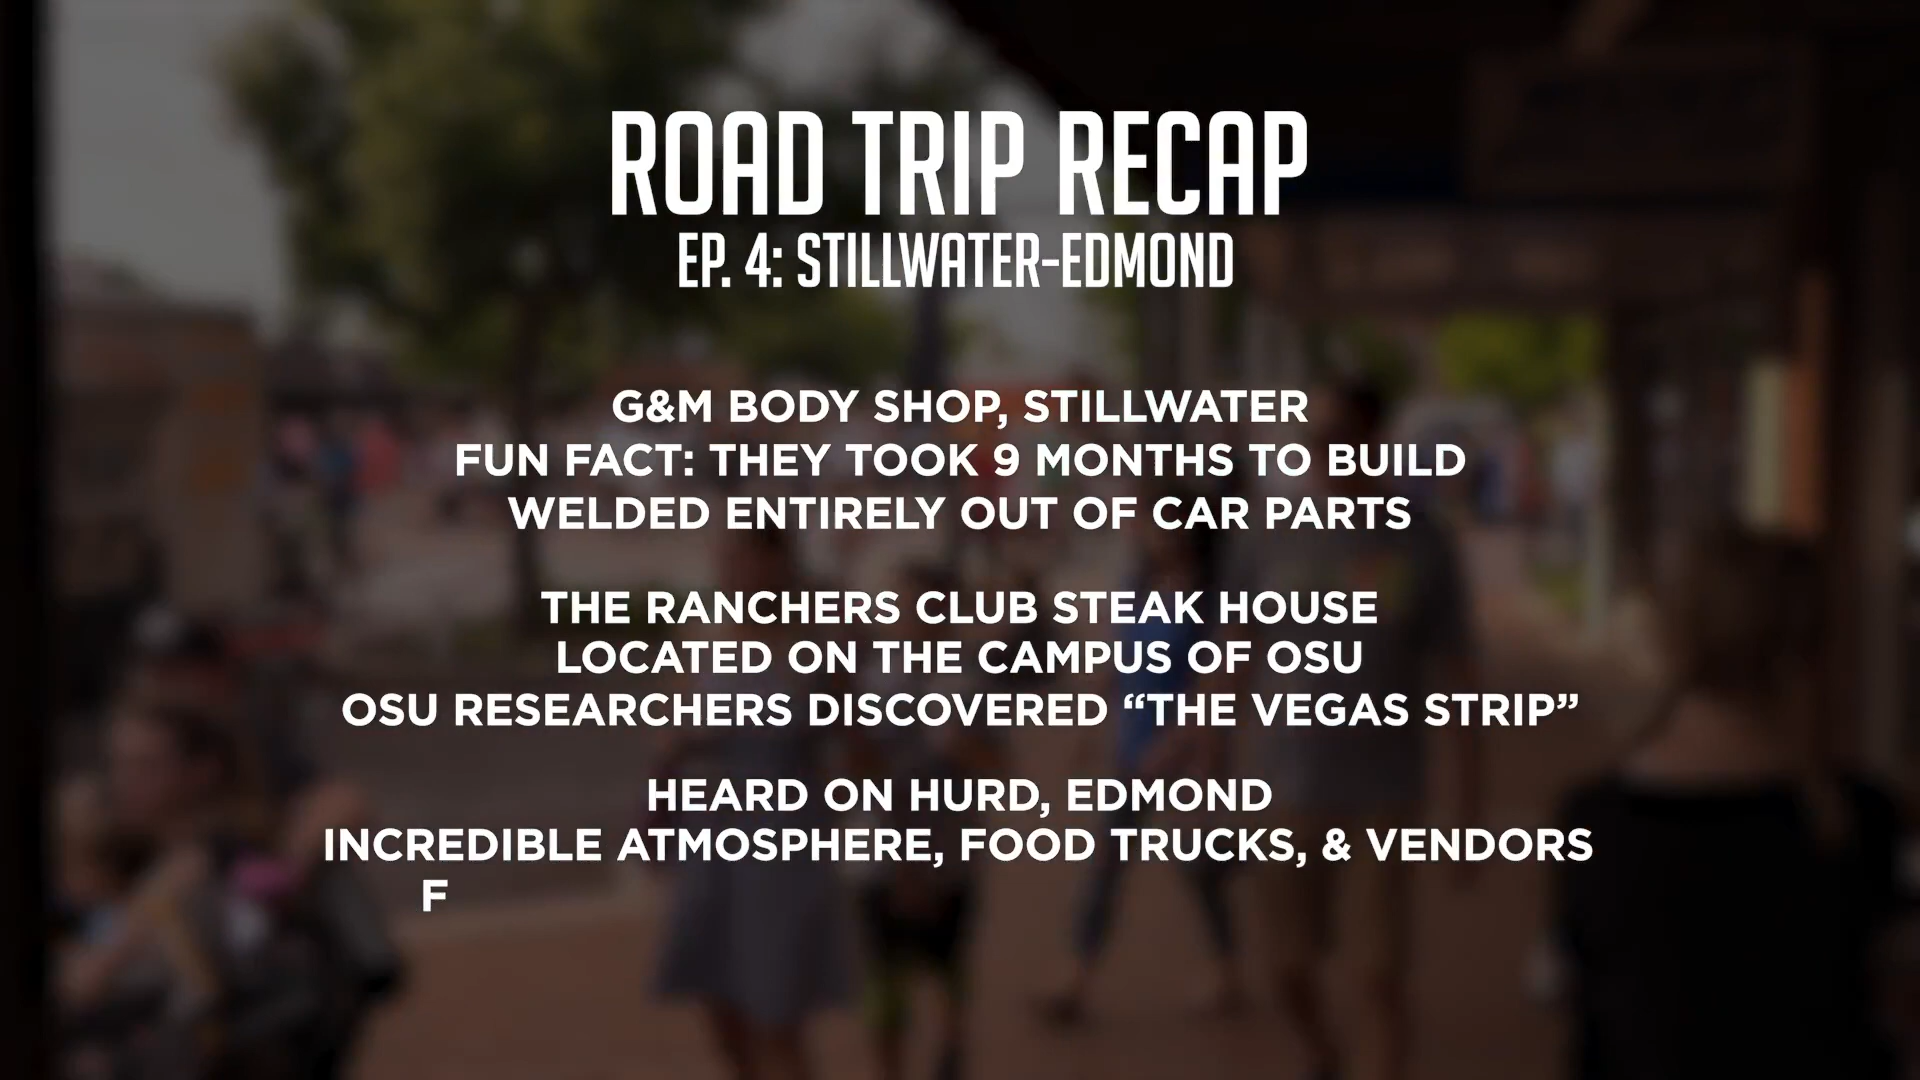 ROAD TRIP RECAP
EP. 4: STILLWATER-EDMOND
G&M BODY SHOP, STILLWATER
FUN FACT: THEY TOOK 9 MONTHS TO BUILD
WELDED ENTIRELY OUT OF CAR PARTS
THE RANCHERS CLUB STEAK HOUSE
LOCATED ON THE CAMPUS OF OSU
OSU RESEARCHERS DISCOVERED “THE VEGAS STRIP”
HEARD ON HURD, EDMOND
INCREDIBLE ATMOSPHERE, FOOD TRUCKS, & VENDORS
F